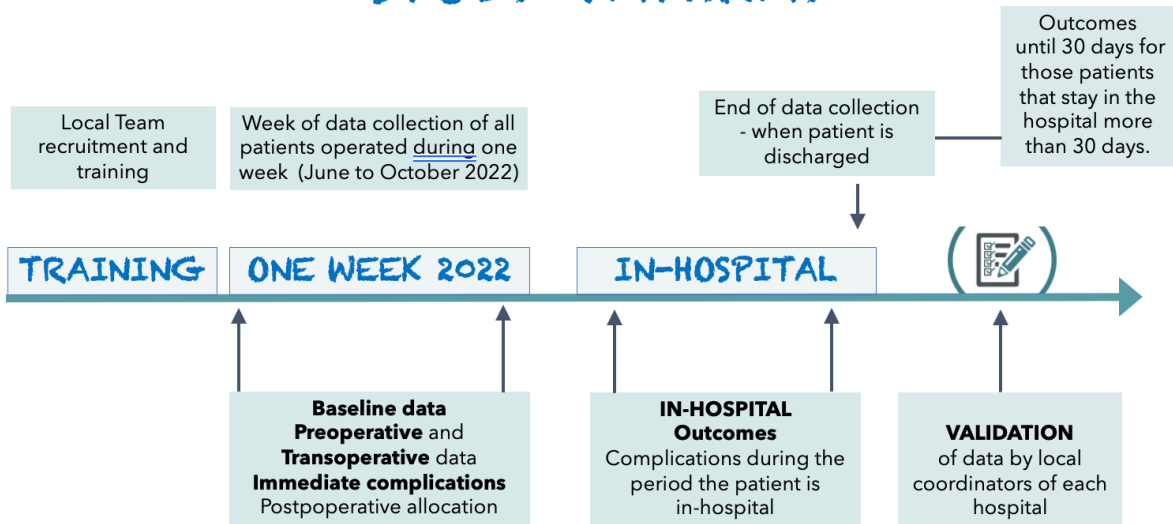 Outcomes
until 30 days for
those patients
that stay in the
hospital more
than 30 days.
Local Team
recruitment and
training
Week of data collection of all
patients operated during one
week (June to October 2022)
End of data collection
- when patient is
discharged
TRAINING
ONE WEEK 2022
IN-HOSPITAL
Baseline data
Preoperative and
Transoperative data
Immediate complications
Postpoperative allocation
IN-HOSPITAL
Outcomes
Complications during the
period the patient is
in-hospital
VALIDATION
of data by local
coordinators of each
hospital